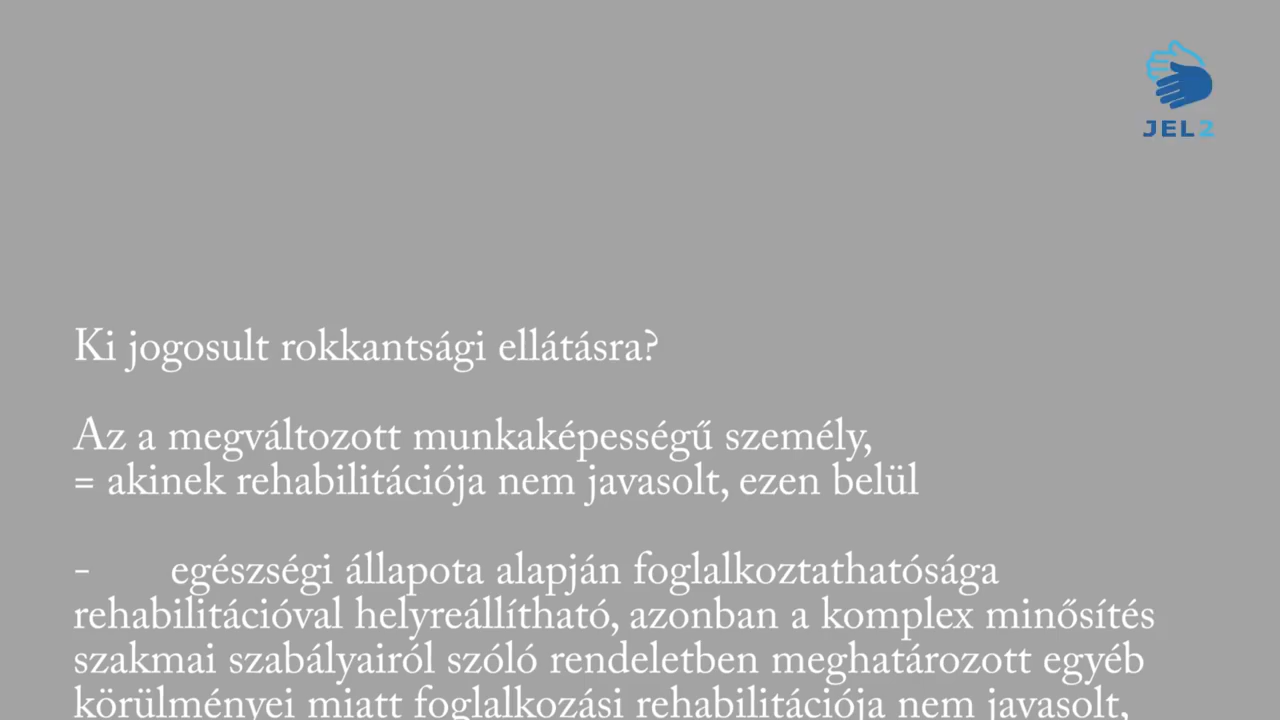 JEL2
Ki jogosult rokkantsági ellátásra?
Az a megváltozott munkaképességű személy,
= akinek rehabilitációja nem javasolt, ezen belül
- egészségi állapota alapján foglalkoztathatósága
rehabilitációval helyreállítható, azonban a komplex minősítés
szakmai szabályairól szóló rendeletben meghatározott egyéb
körülményei miatt foglalkozási rehabilitációja nem javasolt,